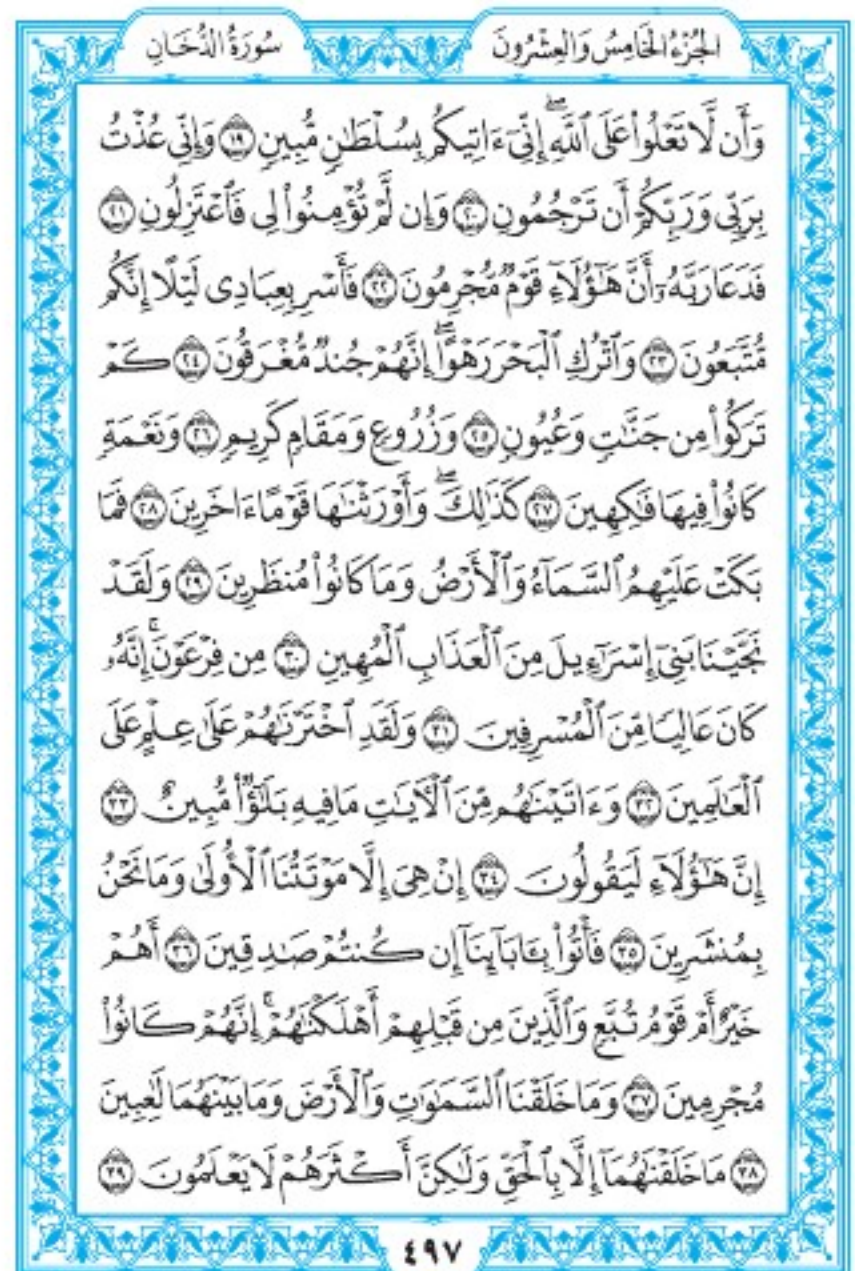 الجُزْءُ الخَامِسُ وَالعِشْرُونَ
سُورَةُ الدُّخَانِ
وَأَن لَّا تَعْلُوا۟ عَلَى ٱللَّهِ ۖ إِنِّىٓ ءَاتِيكُم بِسُلْطَٰنٍ مُّبِينٍ ١٩ وَإِنِّى عُذْتُ
بِرَبِّى وَرَبِّكُمْ أَن تَرْجُمُونِ ٢٠ وَإِن لَّمْ تُؤْمِنُوا۟ لِى فَٱعْتَزِلُونِ ٢١
فَدَعَا رَبَّهُۥٓ أَنَّ هَٰٓؤُلَآءِ قَوْمٌ مُّجْرِمُونَ ٢٢ فَأَسْرِ بِعِبَادِى لَيْلًا إِنَّكُم
مُّتَّبَعُونَ ٢٣ وَٱتْرُكِ ٱلْبَحْرَ رَهْوًا ۖ إِنَّهُمْ جُندٌ مُّغْرَقُونَ ٢٤ كَمْ
تَرَكُوا۟ مِن جَنَّٰتٍ وَعُيُونٍ ٢٥ وَزُرُوعٍ وَمَقَامٍ كَرِيمٍ ٢٦ وَنَعْمَةٍ
كَانُوا۟ فِيهَا فَٰكِهِينَ ٢٧ كَذَٰلِكَ ۖ وَأَوْرَثْنَٰهَا قَوْمًا ءَاخَرِينَ ٢٨ فَمَا
بَكَتْ عَلَيْهِمُ ٱلسَّمَآءُ وَٱلْأَرْضُ وَمَا كَانُوا۟ مُنظَرِينَ ٢٩ وَلَقَدْ
نَجَّيْنَا بَنِىٓ إِسْرَٰٓءِيلَ مِنَ ٱلْعَذَابِ ٱلْمُهِينِ ٣٠ مِن فِرْعَوْنَ ۚ إِنَّهُۥ
كَانَ عَالِيًا مِّنَ ٱلْمُسْرِفِينَ ٣١ وَلَقَدِ ٱخْتَرْنَٰهُمْ عَلَىٰ عِلْمٍ عَلَى
ٱلْعَٰلَمِينَ ٣٢ وَءَاتَيْنَٰهُم مِّنَ ٱلْءَايَٰتِ مَا فِيهِ بَلَٰٓؤٌا۟ مُّبِينٌ ٣٣
إِنَّ هَٰٓؤُلَآءِ لَيَقُولُونَ ٣٤ إِنْ هِىَ إِلَّا مَوْتَتُنَا ٱلْأُولَىٰ وَمَا نَحْنُ
بِمُنشَرِينَ ٣٥ فَأْتُوا۟ بِـَٔابَآئِنَآ إِن كُنتُمْ صَٰدِقِينَ ٣٦ أَهُمْ
خَيْرٌ أَمْ قَوْمُ تُبَّعٍ وَٱلَّذِينَ مِن قَبْلِهِمْ ۚ أَهْلَكْنَٰهُمْ ۖ إِنَّهُمْ كَانُوا۟
مُجْرِمِينَ ٣٧ وَمَا خَلَقْنَا ٱلسَّمَٰوَٰتِ وَٱلْأَرْضَ وَمَا بَيْنَهُمَا لَٰعِبِينَ
٣٨ مَا خَلَقْنَٰهُمَآ إِلَّا بِٱلْحَقِّ وَلَٰكِنَّ أَكْثَرَهُمْ لَا يَعْلَمُونَ ٣٩
٤٩٧